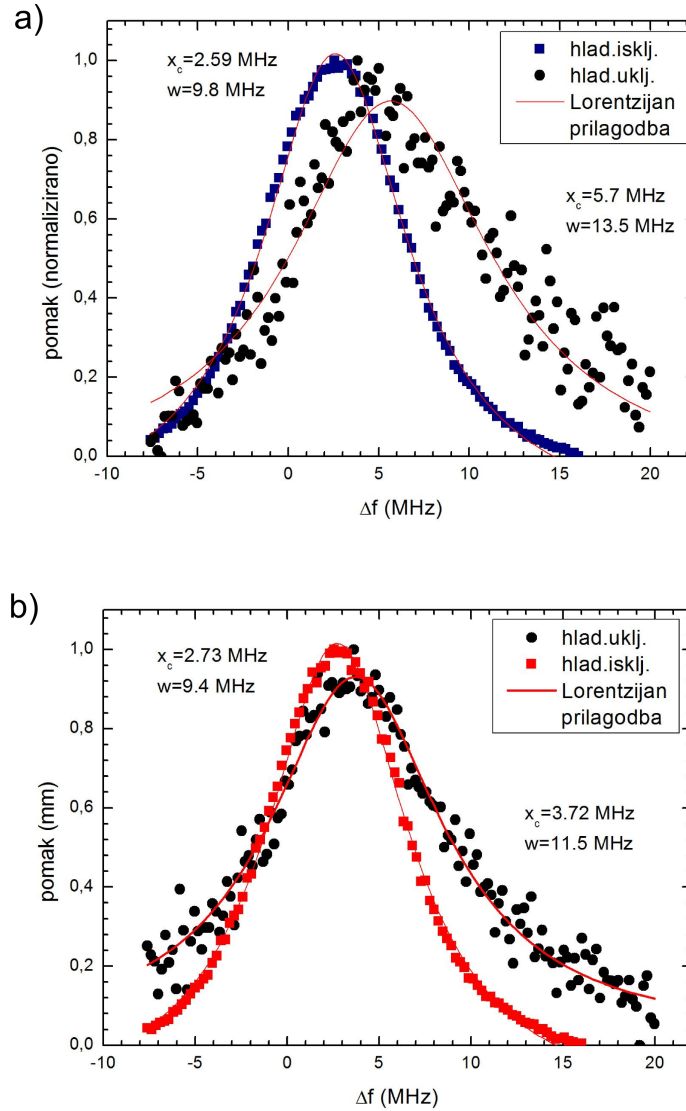 a)
1,0
0,8
0,6
0,4
0,2
0,0
pomak (normalizirano)
x_c=2.59 MHz
w=9.8 MHz
hlad.isklj.
hlad.uklj.
Lorentzijan
prilagodba
x_c=5.7 MHz
w=13.5 MHz
-10 -5 0 5 10 15 20
Δf (MHz)
b)
1,0
0,8
0,6
0,4
0,2
0,0
pomak (mm)
x_c=2.73 MHz
w=9.4 MHz
hlad.uklj.
hlad.isklj.
Lorentzijan
prilagodba
x_c=3.72 MHz
w=11.5 MHz
-10 -5 0 5 10 15 20
Δf (MHz)